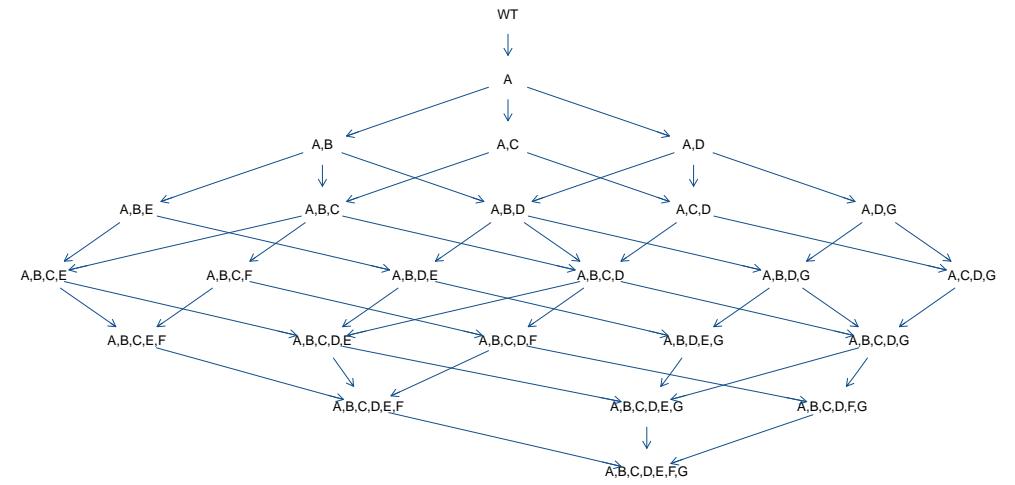 WT
A
A,B
A,C
A,D
A,B,E
A,B,C
A,B,D
A,C,D
A,D,G
A,B,C,E
A,B,C,F
A,B,D,E
A,B,C,D
A,B,D,G
A,C,D,G
A,B,C,E,F
A,B,C,D,E
A,B,C,D,F
A,B,D,E,G
A,B,C,D,G
A,B,C,D,E,F
A,B,C,D,E,G
A,B,C,D,F,G
A,B,C,D,E,F,G